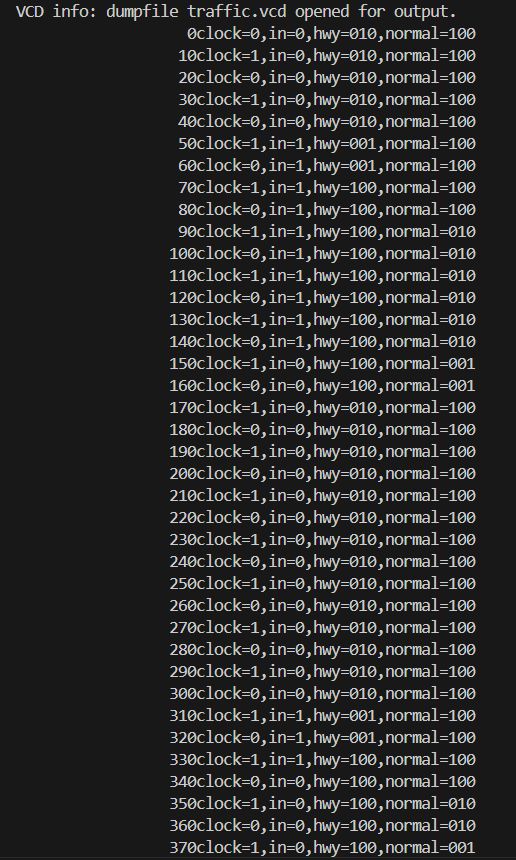 VCD info: dumpfile traffic.vcd opened for output.
0clock=0,in=0,hwy=010,normal=100
10clock=1,in=0,hwy=010,normal=100
20clock=0,in=0,hwy=010,normal=100
30clock=1,in=0,hwy=010,normal=100
40clock=0,in=0,hwy=010,normal=100
50clock=1,in=1,hwy=001,normal=100
60clock=0,in=1,hwy=001,normal=100
70clock=1,in=1,hwy=100,normal=100
80clock=0,in=1,hwy=100,normal=100
90clock=1,in=1,hwy=100,normal=010
100clock=0,in=1,hwy=100,normal=010
110clock=1,in=1,hwy=100,normal=010
120clock=0,in=1,hwy=100,normal=010
130clock=1,in=1,hwy=100,normal=010
140clock=0,in=1,hwy=100,normal=010
150clock=1,in=0,hwy=100,normal=001
160clock=0,in=0,hwy=100,normal=001
170clock=1,in=0,hwy=010,normal=100
180clock=0,in=0,hwy=010,normal=100
190clock=1,in=0,hwy=010,normal=100
200clock=0,in=0,hwy=010,normal=100
210clock=1,in=0,hwy=010,normal=100
220clock=0,in=0,hwy=010,normal=100
230clock=1,in=0,hwy=010,normal=100
240clock=0,in=0,hwy=010,normal=100
250clock=1,in=0,hwy=010,normal=100
260clock=0,in=0,hwy=010,normal=100
270clock=1,in=0,hwy=010,normal=100
280clock=0,in=0,hwy=010,normal=100
290clock=1,in=0,hwy=010,normal=100
300clock=0,in=0,hwy=010,normal=100
310clock=1,in=1,hwy=001,normal=100
320clock=0,in=1,hwy=001,normal=100
330clock=1,in=1,hwy=100,normal=100
340clock=0,in=0,hwy=100,normal=100
350clock=1,in=0,hwy=100,normal=010
360clock=0,in=0,hwy=100,normal=010
370clock=1,in=0,hwy=100,normal=001